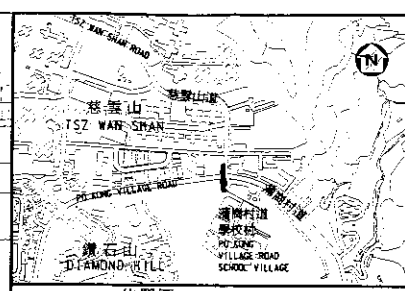 TSZ WAN SHAN ROAD
N
慈雲山道
慈雲山
TSZ WAN SHAN
PO KONG VILLAGE ROAD
蒲崗村道
蒲崗村道
學校村
PO KONG
VILLAGE ROAD
SCHOOL VILLAGE
鑽石山
DIAMOND HILL